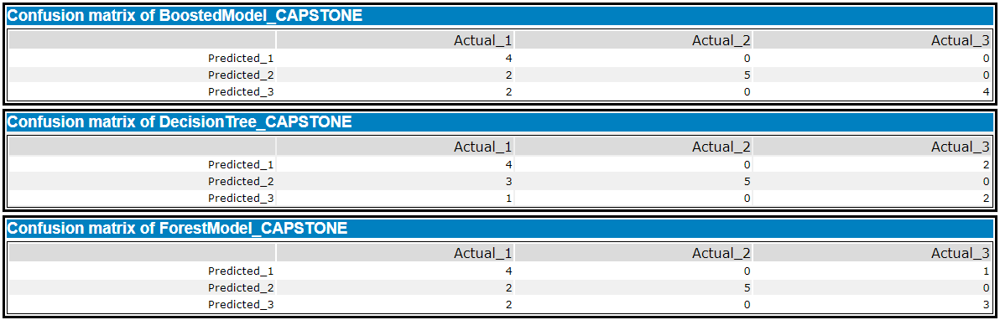 Confusion matrix of BoostedModel_CAPSTONE
Actual_1 Actual_2 Actual_3
Predicted_1 4 0 0
Predicted_2 2 5 0
Predicted_3 2 0 4
Confusion matrix of DecisionTree_CAPSTONE
Actual_1 Actual_2 Actual_3
Predicted_1 4 0 2
Predicted_2 3 5 0
Predicted_3 1 0 2
Confusion matrix of ForestModel_CAPSTONE
Actual_1 Actual_2 Actual_3
Predicted_1 4 0 1
Predicted_2 2 5 0
Predicted_3 2 0 3